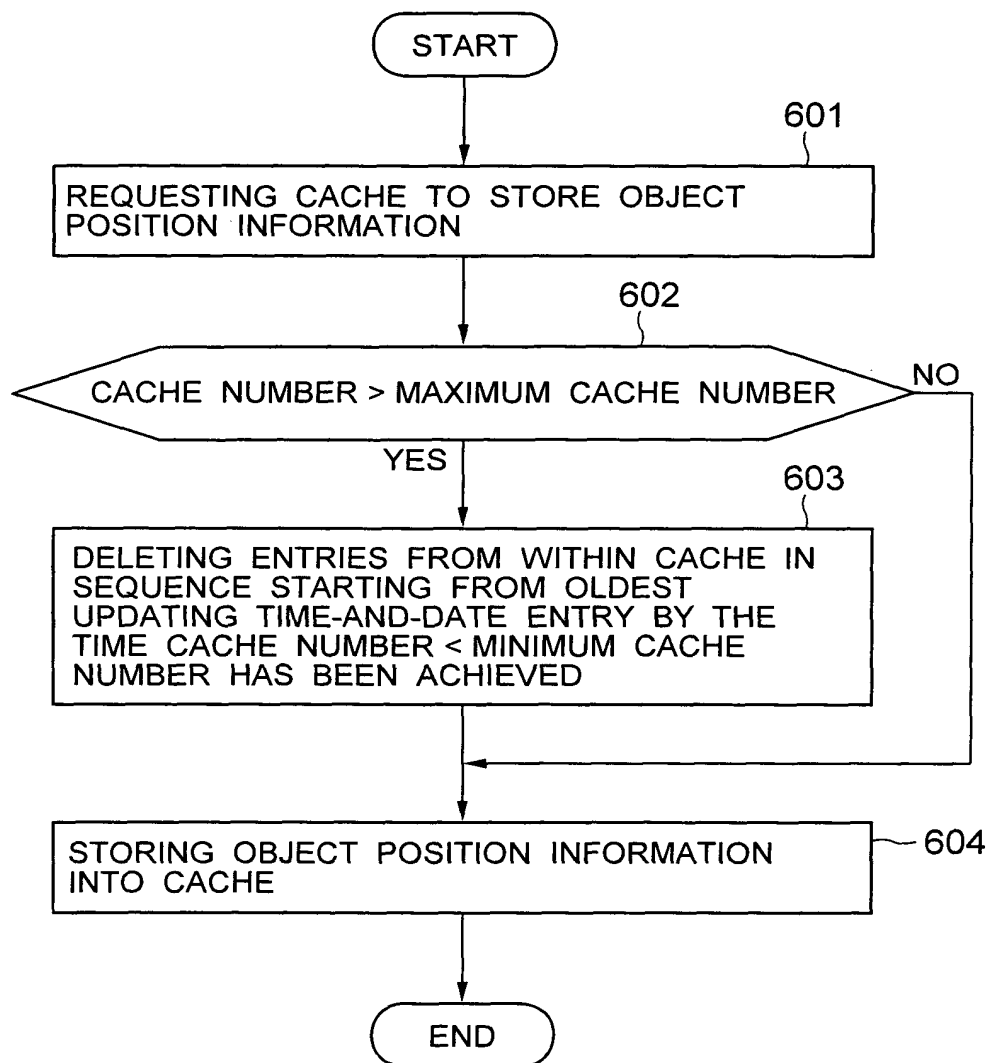 START
601
REQUESTING CACHE TO STORE OBJECT
POSITION INFORMATION
602
CACHE NUMBER > MAXIMUM CACHE NUMBER
NO
YES
603
DELETING ENTRIES FROM WITHIN CACHE IN
SEQUENCE STARTING FROM OLDEST
UPDATING TIME-AND-DATE ENTRY BY THE
TIME CACHE NUMBER < MINIMUM CACHE
NUMBER HAS BEEN ACHIEVED
STORING OBJECT POSITION INFORMATION
INTO CACHE
604
END